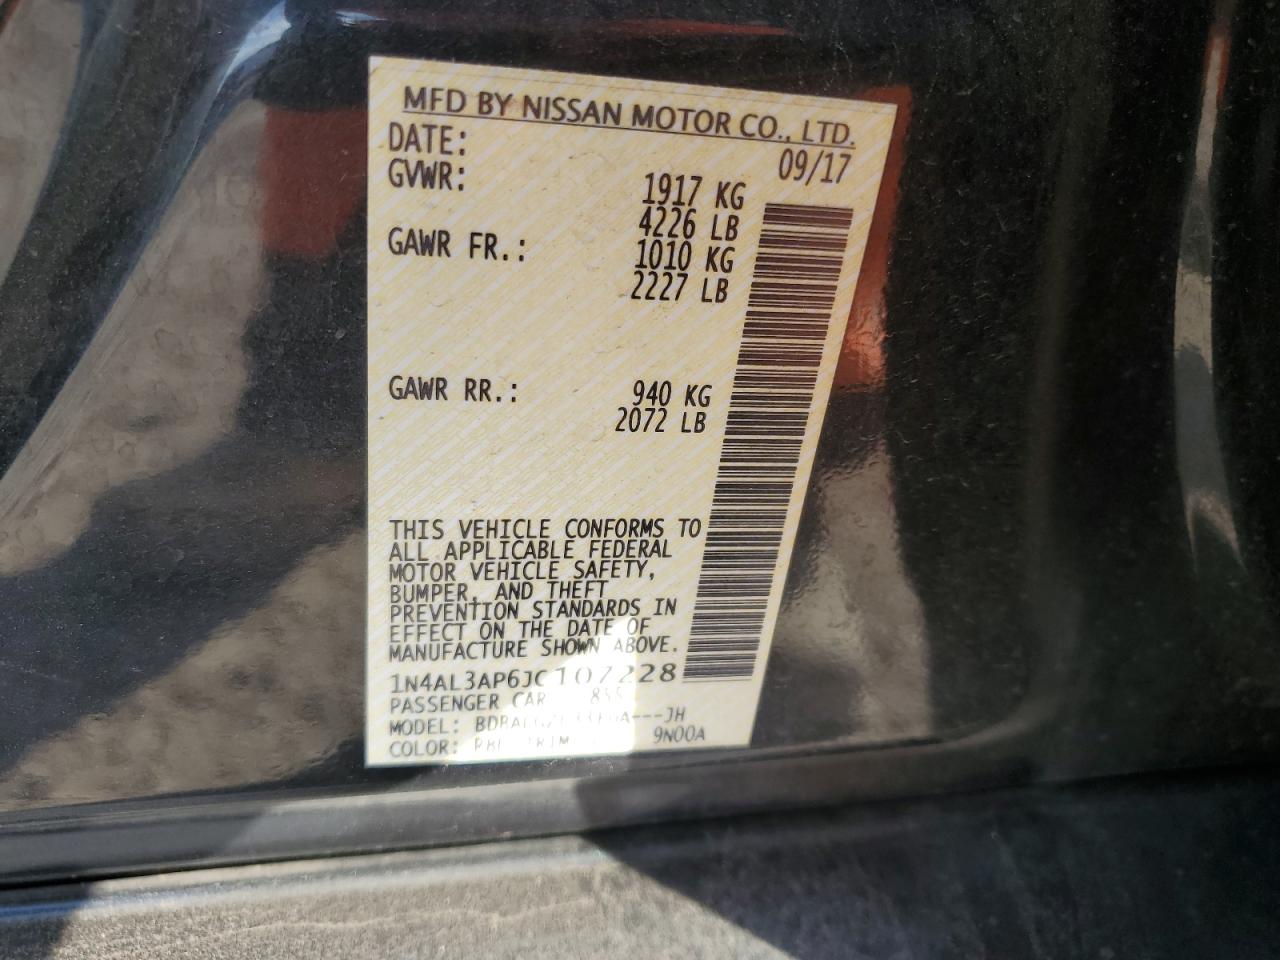 MFD BY NISSAN MOTOR CO., LTD.
DATE: 09/17
GVWR: 1917 KG
4226 LB
GAWR FR.: 1010 KG
2227 LB
GAWR RR.: 940 KG
2072 LB
THIS VEHICLE CONFORMS TO
ALL APPLICABLE FEDERAL
MOTOR VEHICLE SAFETY,
BUMPER, AND THEFT
PREVENTION STANDARDS IN
EFFECT ON THE DATE OF
MANUFACTURE SHOWN ABOVE.
1N4AL3AP6JC107228
PASSENGER CAR
MODEL:
COLOR: 9N00A